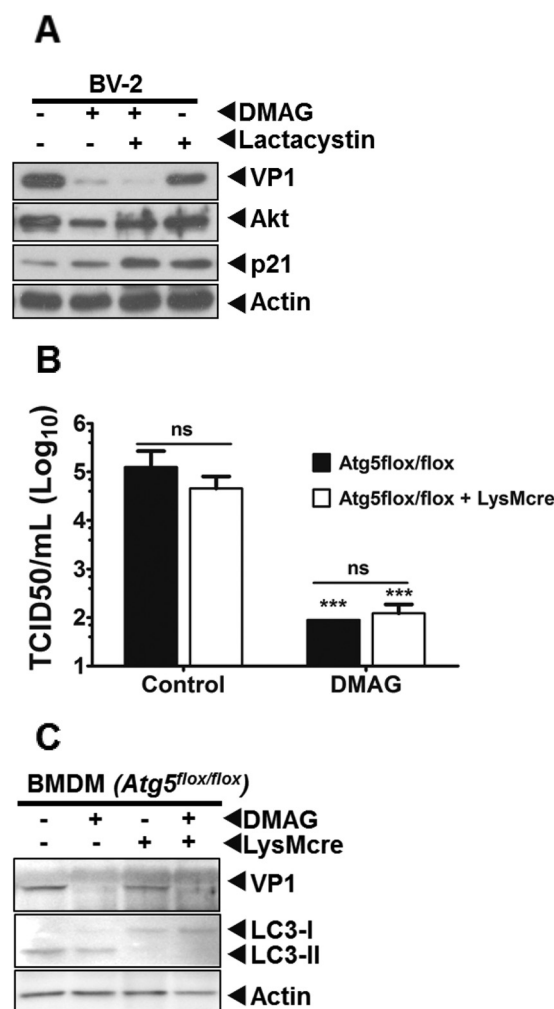 A
BV-2
- + + - ◄DMAG
- - + + ◄Lactacystin
◄VP1
◄Akt
◄p21
◄Actin
B
TCID50/mL (Log10)
6
5
4
3
2
1
ns
ns
*** ***
Atg5flox/flox
Atg5flox/flox + LysMcre
Control DMAG
C
BMDM (Atg5flox/flox)
- + - + ◄DMAG
- - + + ◄LysMcre
◄VP1
◄LC3-I
◄LC3-II
◄Actin